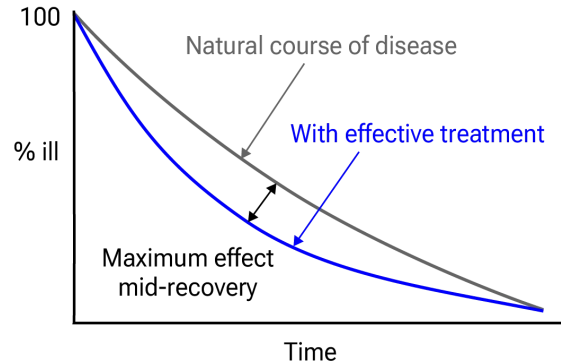 100
Natural course of disease
With effective treatment
% ill
Maximum effect
mid-recovery
Time